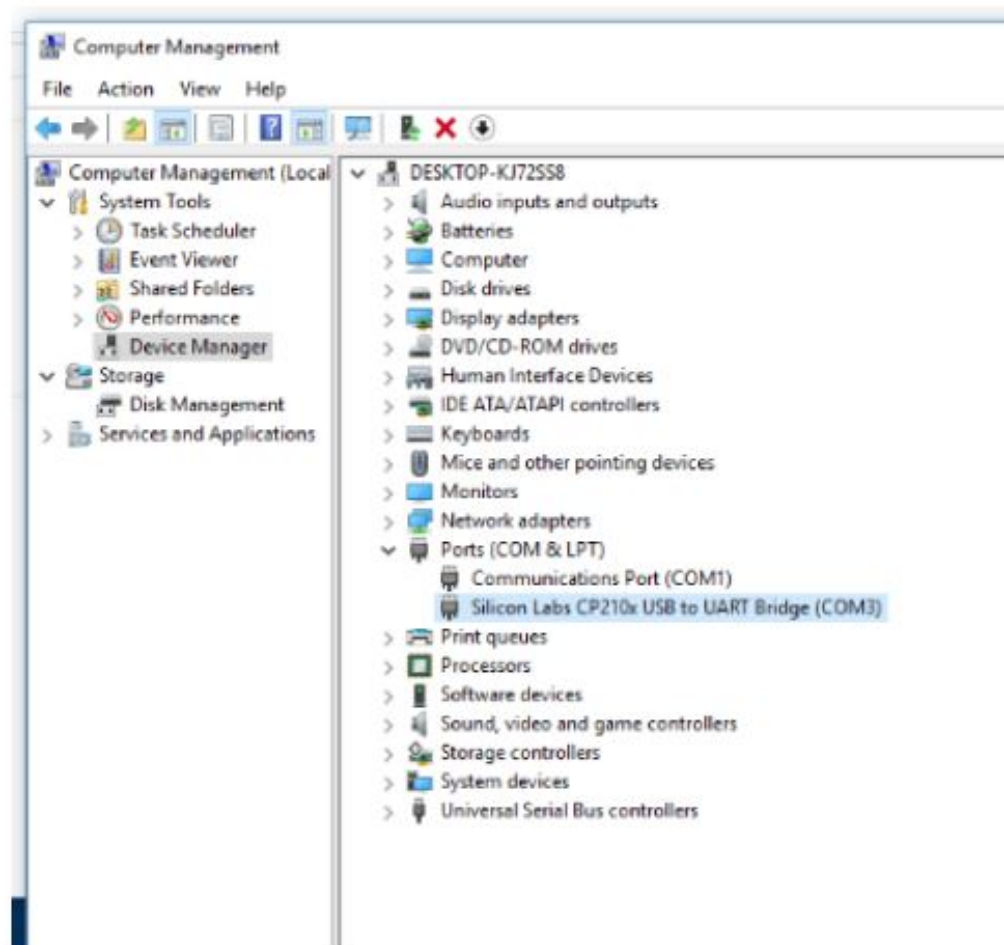 Computer Management
File Action View Help
Computer Management (Local
System Tools
Task Scheduler
Event Viewer
Shared Folders
Performance
Device Manager
Storage
Disk Management
Services and Applications
DESKTOP-KJ72SS8
Audio inputs and outputs
Batteries
Computer
Disk drives
Display adapters
DVD/CD-ROM drives
Human Interface Devices
IDE ATA/ATAPI controllers
Keyboards
Mice and other pointing devices
Monitors
Network adapters
Ports (COM & LPT)
Communications Port (COM1)
Silicon Labs CP210x USB to UART Bridge (COM3)
Print queues
Processors
Software devices
Sound, video and game controllers
Storage controllers
System devices
Universal Serial Bus controllers